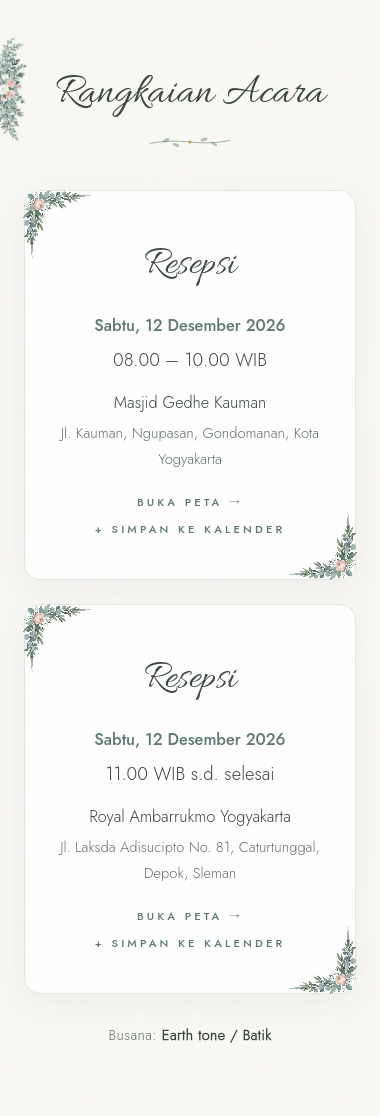 Rangkaian Acara
Resepsi
Sabtu, 12 Desember 2026
08.00 – 10.00 WIB
Masjid Gedhe Kauman
Jl. Kauman, Ngupasan, Gondomanan, Kota
Yogyakarta
BUKA PETA →
+ SIMPAN KE KALENDER
Resepsi
Sabtu, 12 Desember 2026
11.00 WIB s.d. selesai
Royal Ambarrukmo Yogyakarta
Jl. Laksda Adisucipto No. 81, Caturtunggal,
Depok, Sleman
BUKA PETA →
+ SIMPAN KE KALENDER
Busana: Earth tone / Batik